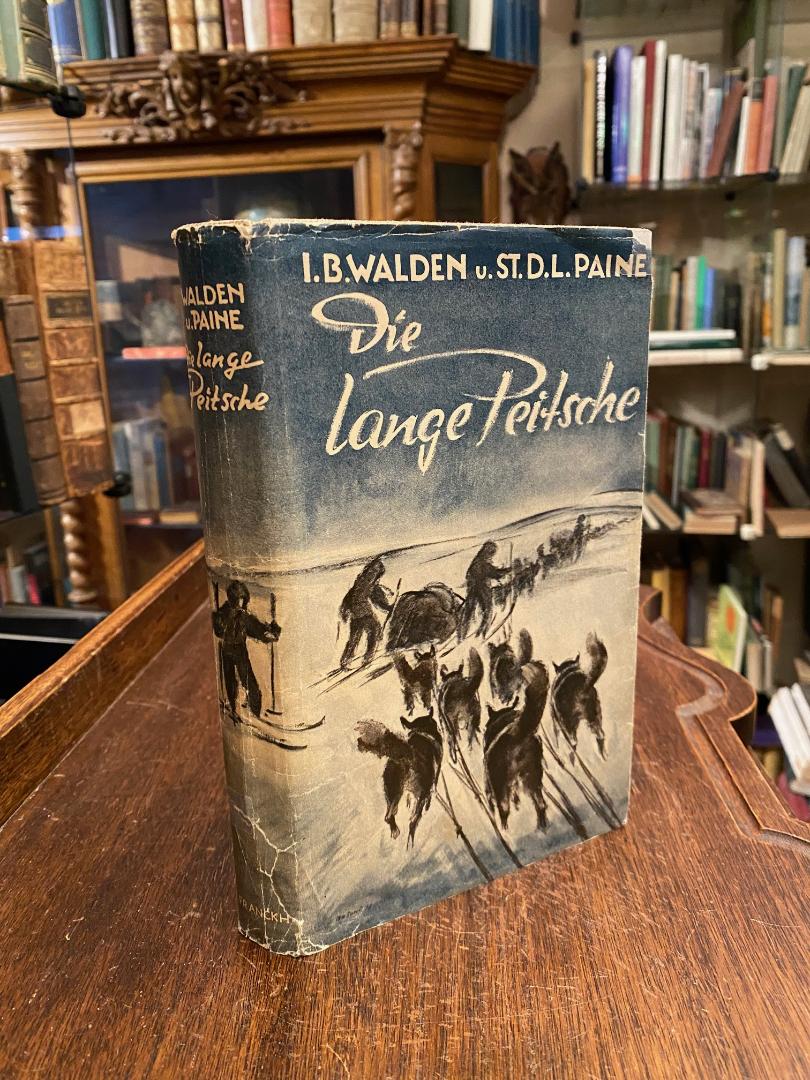 I.B.WALDEN u. ST.D.L.PAINE
Die
lange Peitsche
WALDEN
u. PAINE
Die lange
Peitsche
FRANCKH